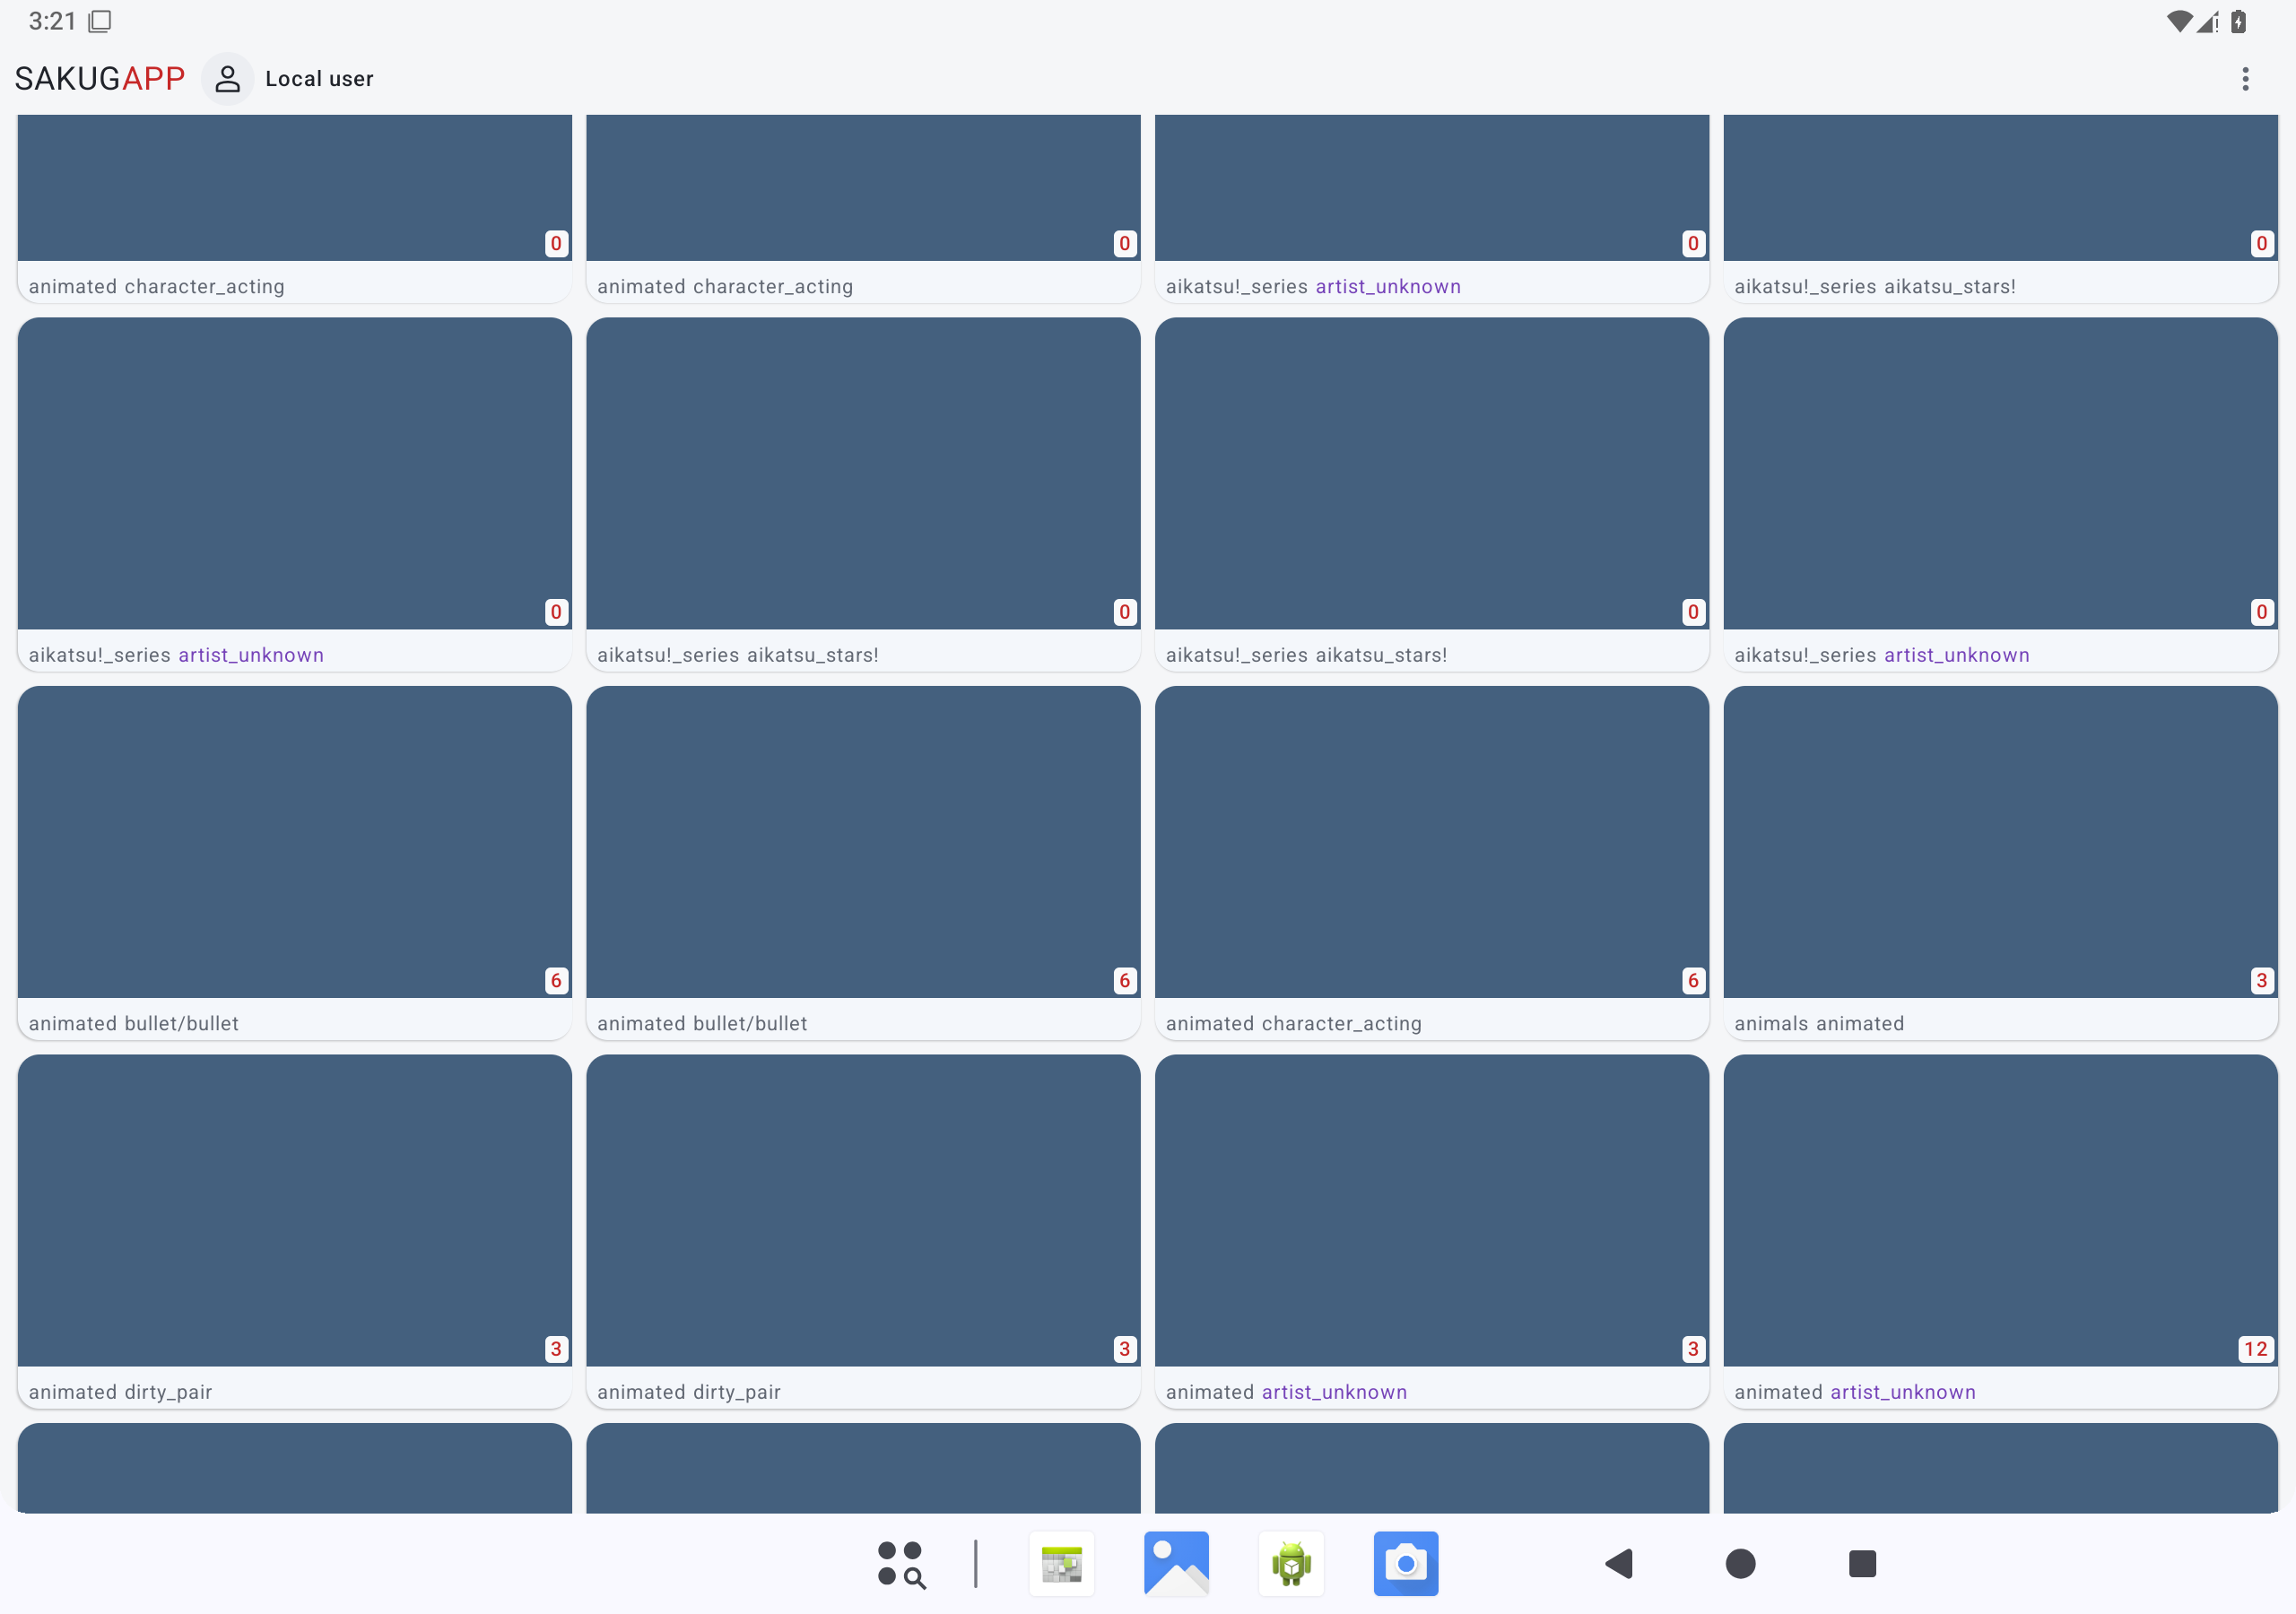 3:21
SAKUGAPP Local user
0 0 0 0
animated character_acting animated character_acting aikatsu!_series artist_unknown aikatsu!_series aikatsu_stars!
0 0 0 0
aikatsu!_series artist_unknown aikatsu!_series aikatsu_stars! aikatsu!_series aikatsu_stars! aikatsu!_series artist_unknown
6 6 6 3
animated bullet/bullet animated bullet/bullet animated character_acting animals animated
3 3 3 12
animated dirty_pair animated dirty_pair animated artist_unknown animated artist_unknown